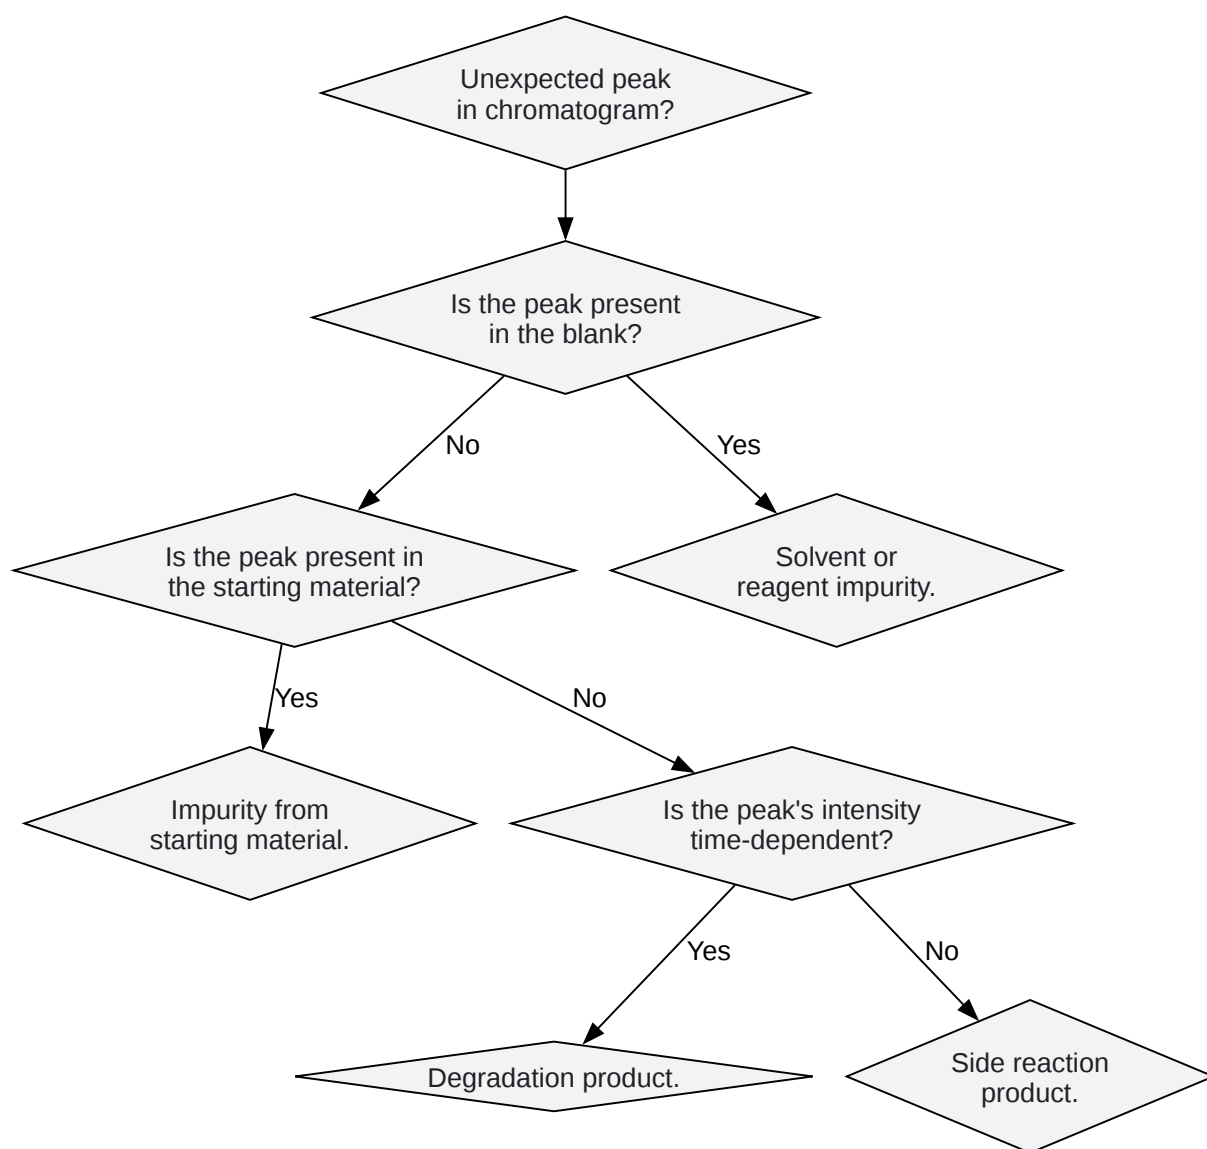 Unexpected peak
in chromatogram?
Is the peak present
in the blank?
No
Yes
Is the peak present in
the starting material?
Solvent or
reagent impurity.
Yes
No
Impurity from
starting material.
Is the peak's intensity
time-dependent?
Yes
No
Degradation product.
Side reaction
product.